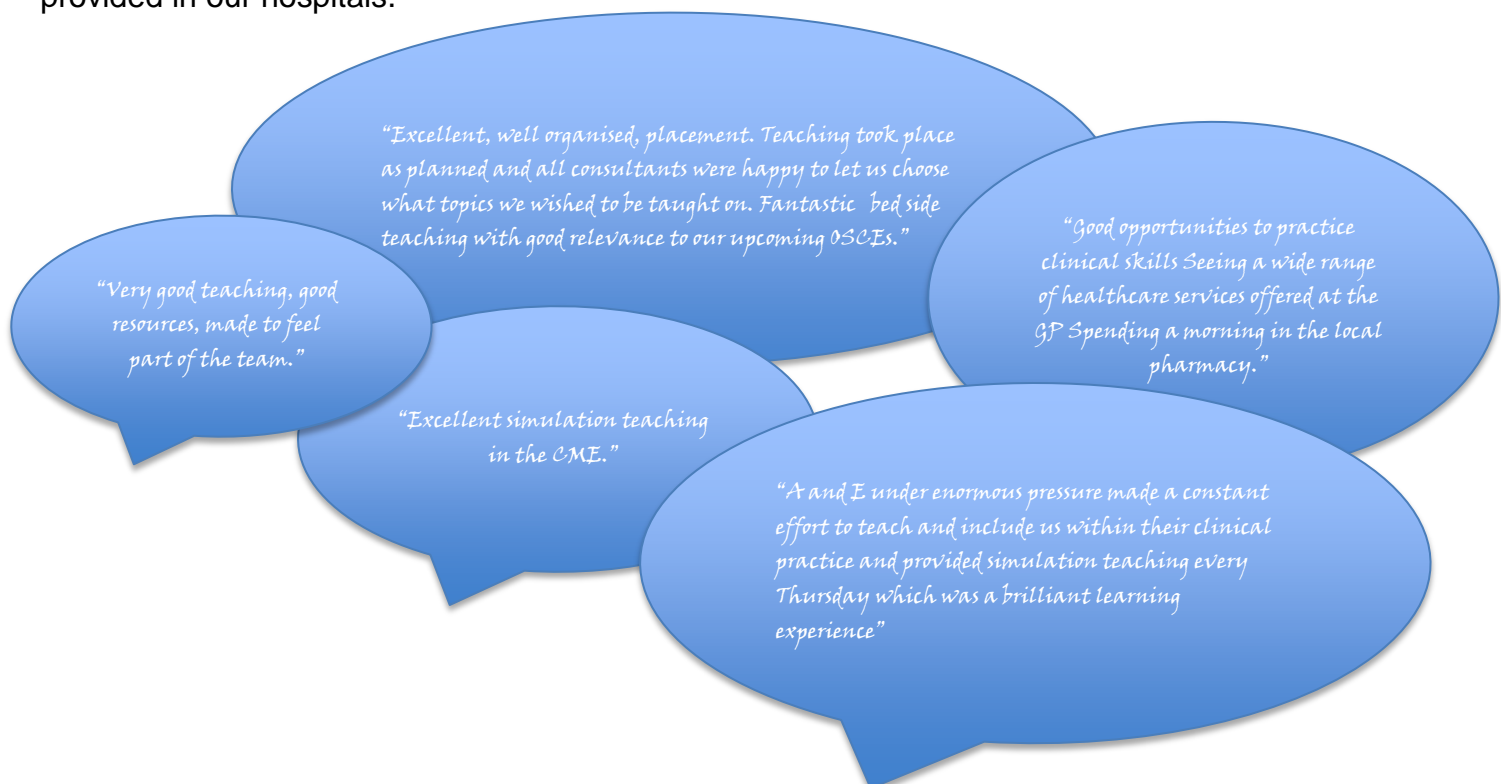 provided in our hospitals.
“Excellent, well organised, placement. Teaching took place
as planned and all consultants were happy to let us choose
what topics we wished to be taught on. Fantastic bed side
teaching with good relevance to our upcoming OSCEs.”
“Good opportunities to practice
clinical skills Seeing a wide range
of healthcare services offered at the
GP Spending a morning in the local
pharmacy.”
“Very good teaching, good
resources, made to feel
part of the team.”
“Excellent simulation teaching
in the CME.”
“A and E under enormous pressure made a constant
effort to teach and include us within their clinical
practice and provided simulation teaching every
Thursday which was a brilliant learning
experience”